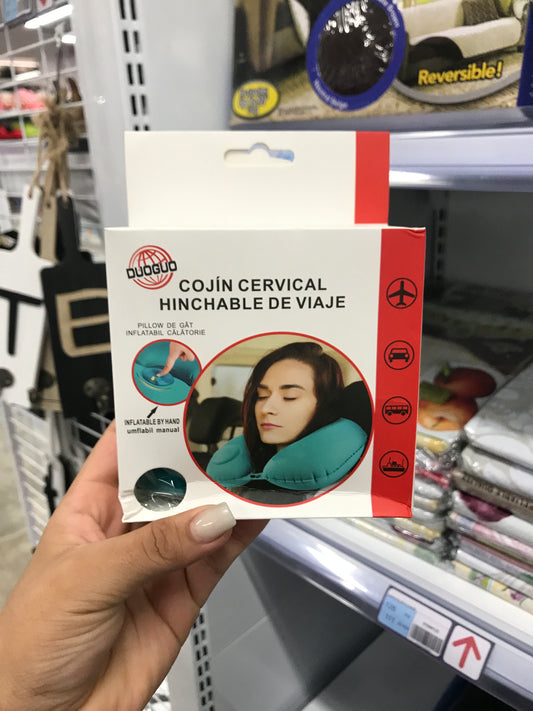 Reversible!
DUOGUO
COJÍN CERVICAL
HINCHABLE DE VIAJE
PILLOW DE GÂT
INFLATABIL CĂLĂTORIE
INFLATABLE BY HAND
umflabil manual
T
E